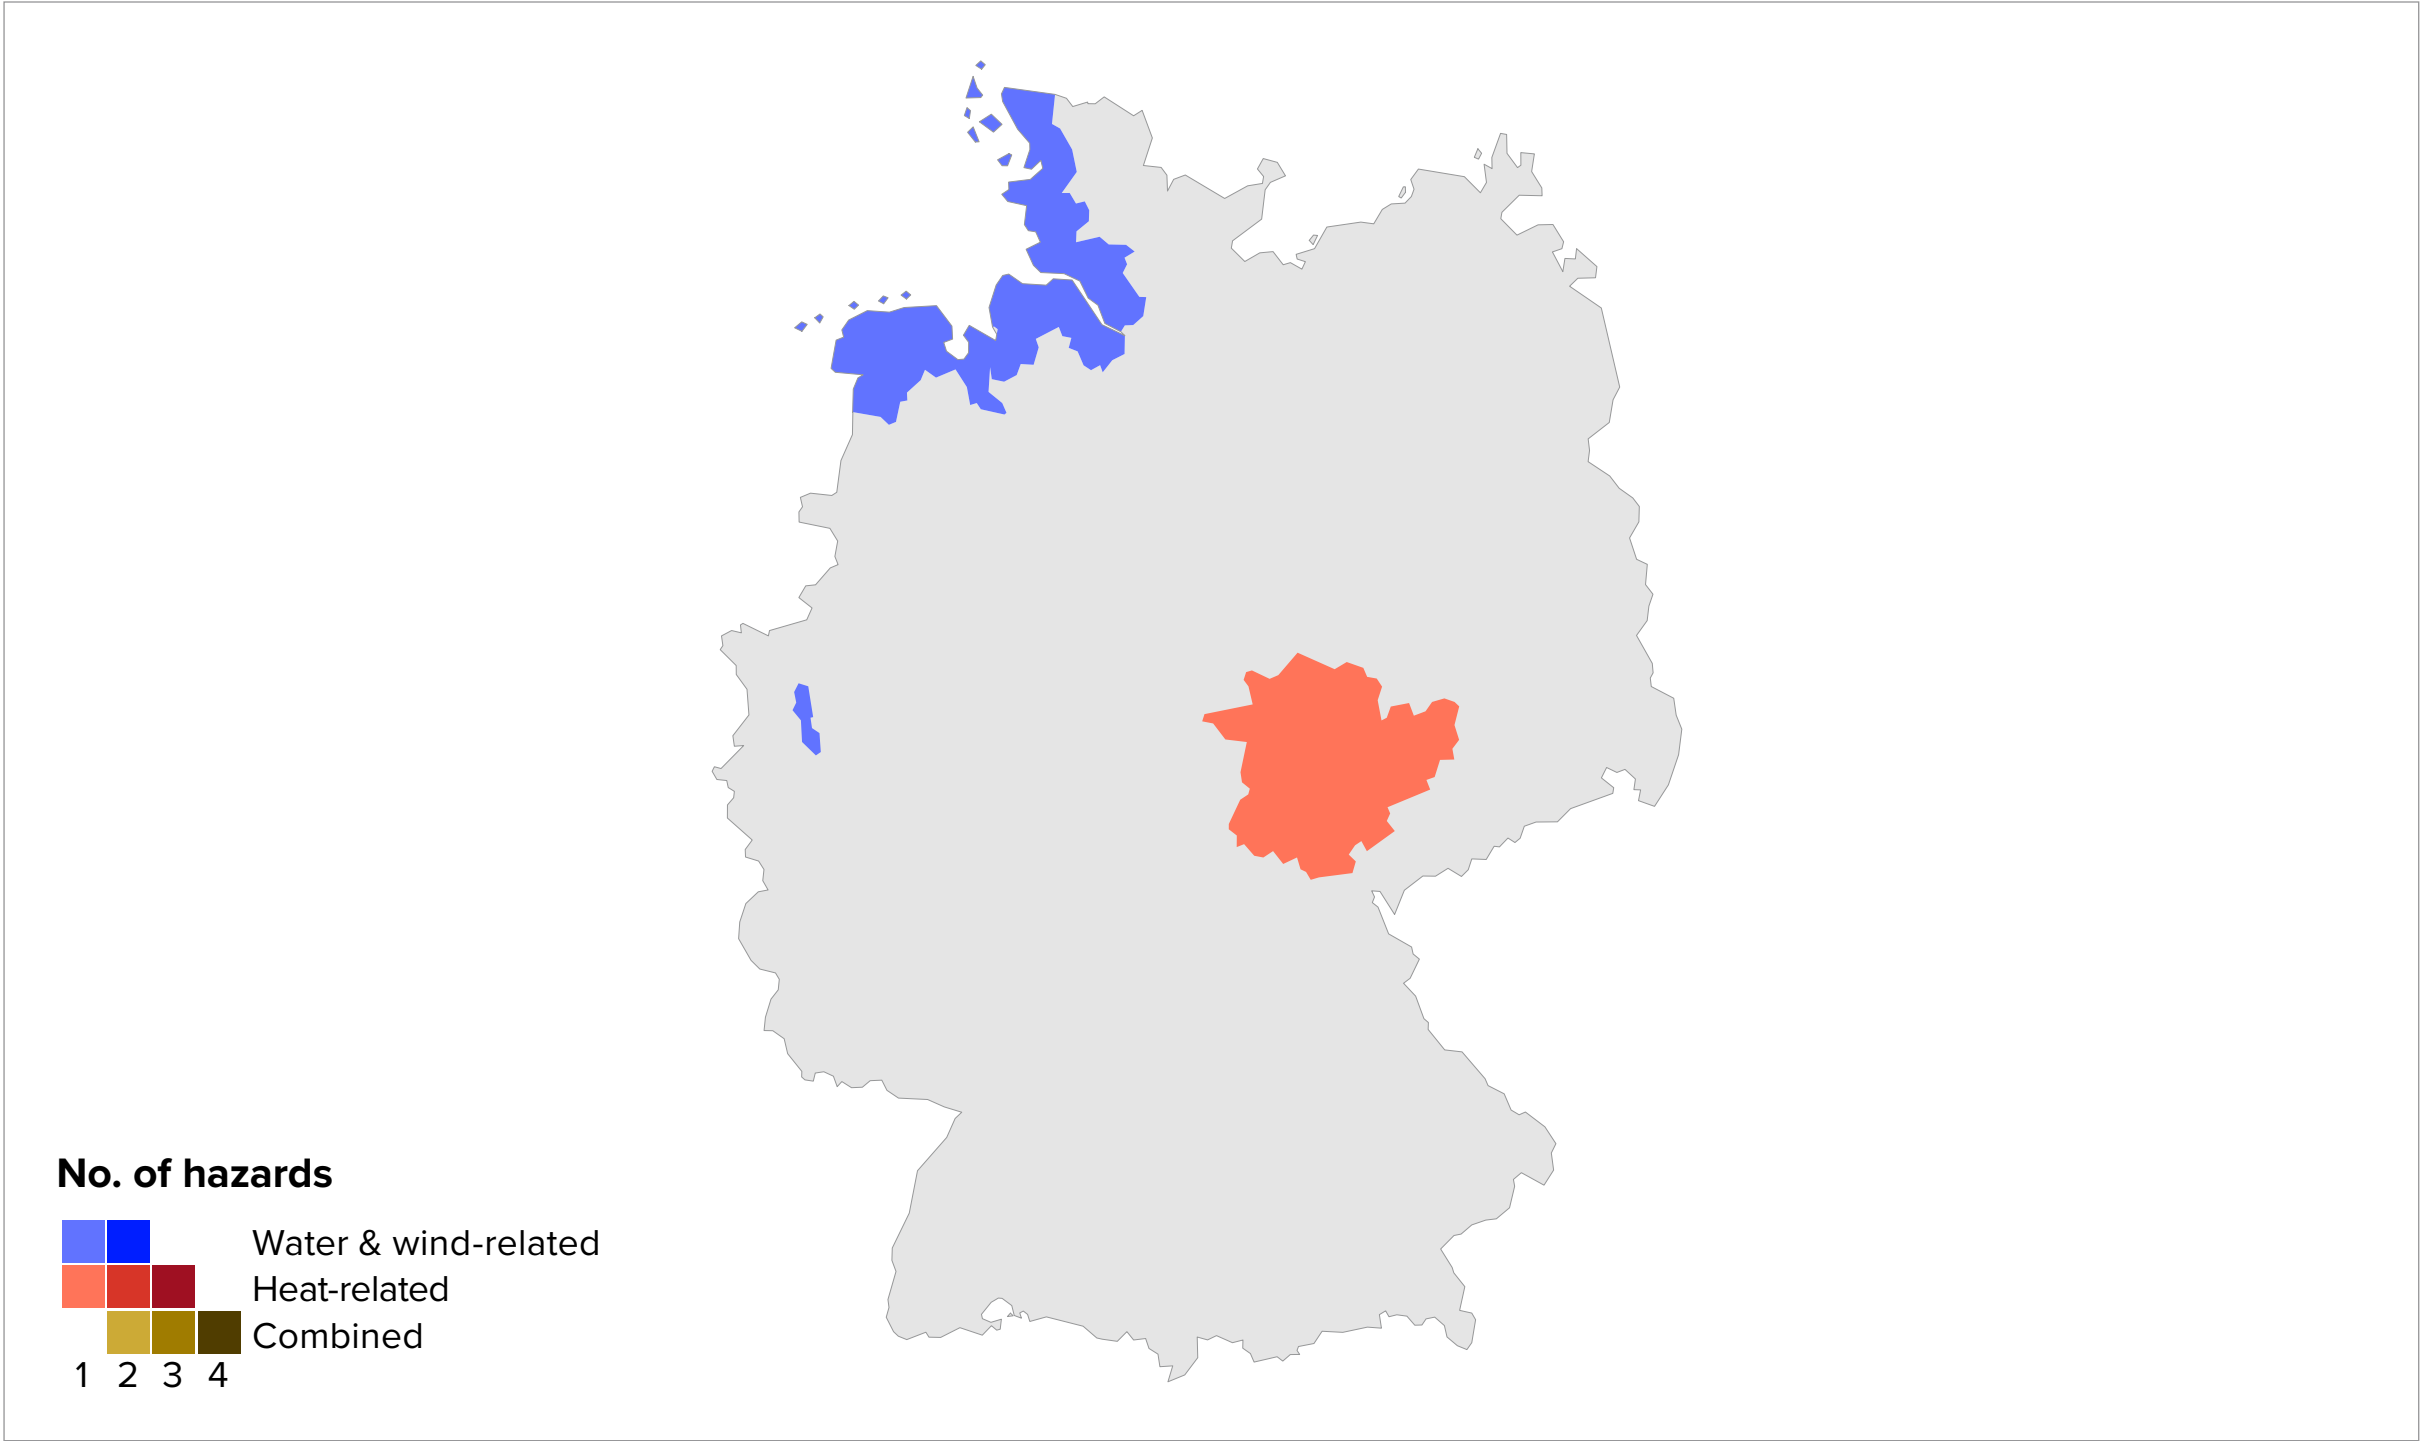 No. of hazards
Water & wind-related
Heat-related
Combined
1 2 3 4